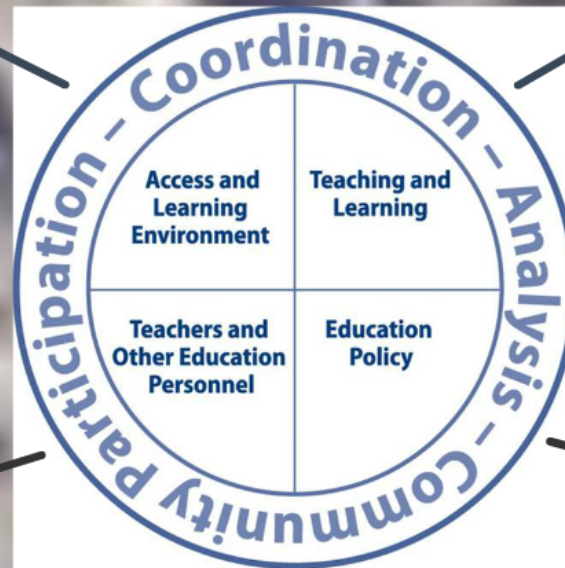 Coordination – Analysis – Community Participation –
Access and
Learning
Environment
Teaching and
Learning
Teachers and
Other Education
Personnel
Education
Policy